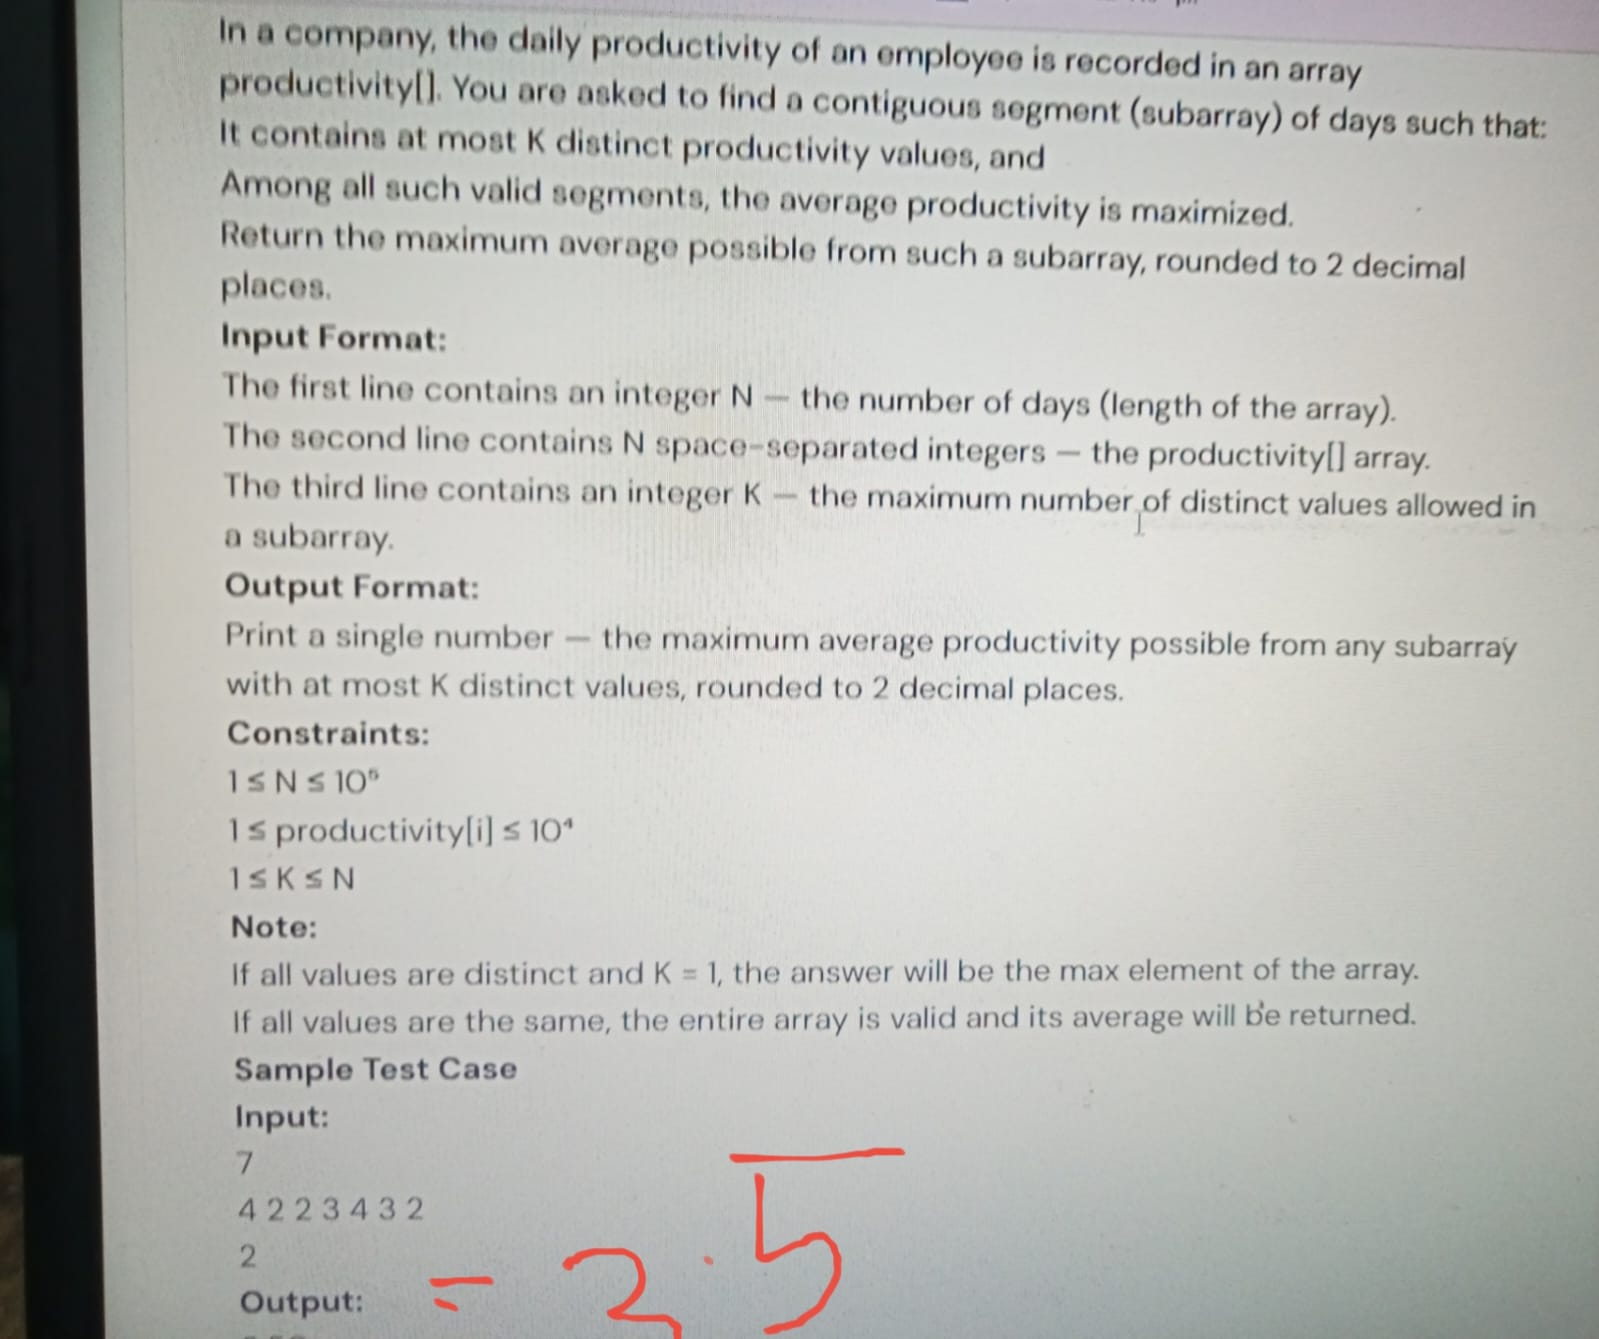 In a company, the daily productivity of an employee is recorded in an array
productivity[]. You are asked to find a contiguous segment (subarray) of days such that:
It contains at most K distinct productivity values, and
Among all such valid segments, the average productivity is maximized.
Return the maximum average possible from such a subarray, rounded to 2 decimal
places.
Input Format:
The first line contains an integer N — the number of days (length of the array).
The second line contains N space-separated integers — the productivity[] array.
The third line contains an integer K — the maximum number of distinct values allowed in
a subarray.
Output Format:
Print a single number — the maximum average productivity possible from any subarray
with at most K distinct values, rounded to 2 decimal places.
Constraints:
1 ≤ N ≤ 10⁵
1 ≤ productivity[i] ≤ 10⁴
1 ≤ K ≤ N
Note:
If all values are distinct and K = 1, the answer will be the max element of the array.
If all values are the same, the entire array is valid and its average will be returned.
Sample Test Case
Input:
7
4 2 2 3 4 3 2
2
Output: